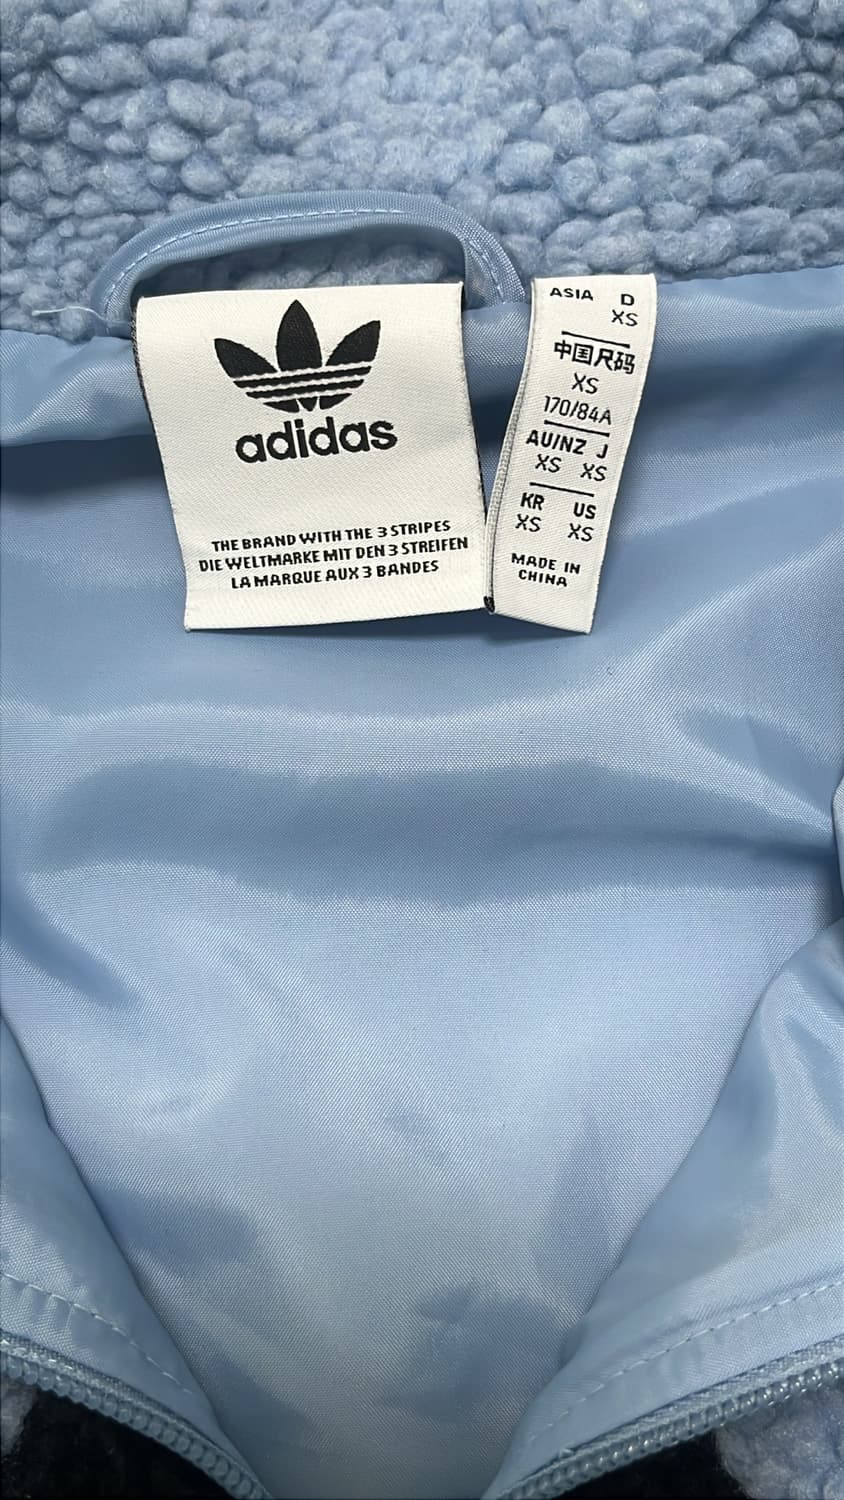 adidas
THE BRAND WITH THE 3 STRIPES
DIE WELTMARKE MIT DEN 3 STREIFEN
LA MARQUE AUX 3 BANDES
ASIA D
XS
中国尺码
XS
170/84A
AU/NZ J
XS XS
KR US
XS XS
MADE IN
CHINA